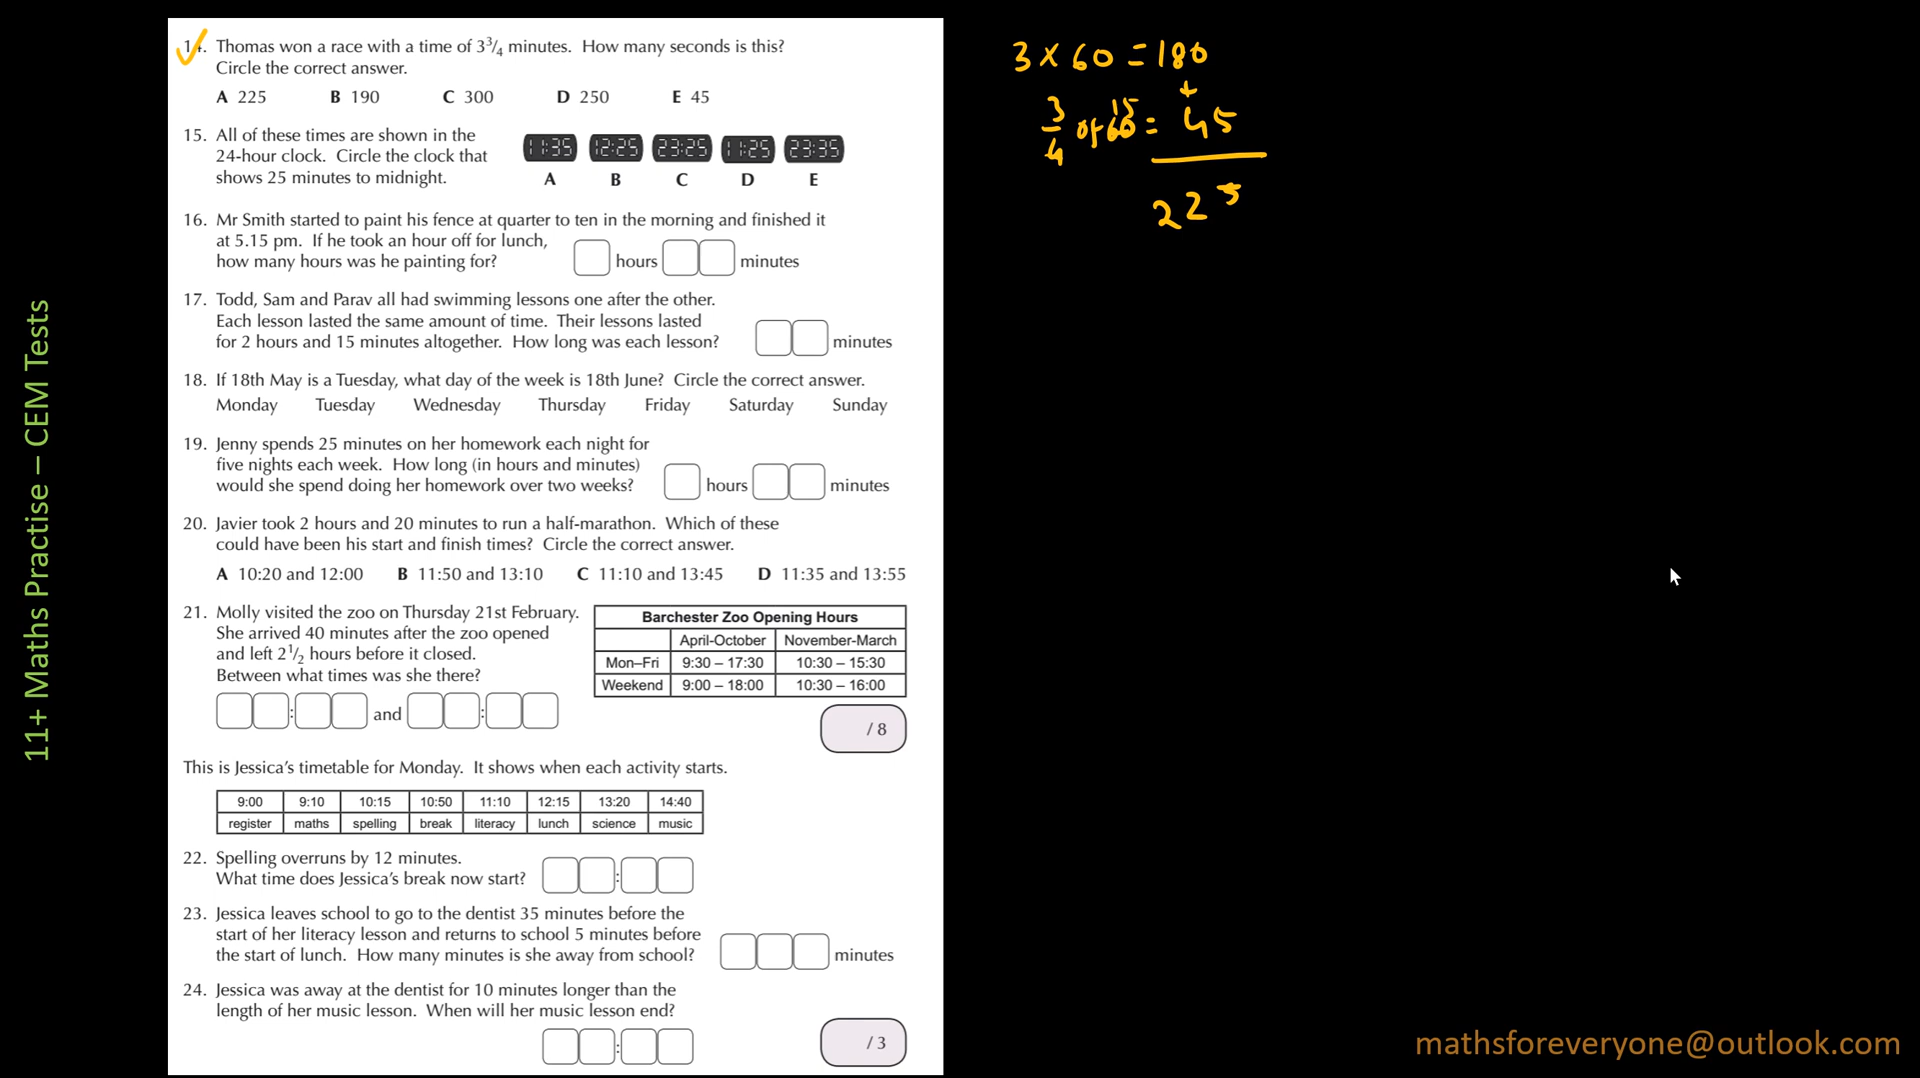 11+ Maths Practise – CEM Tests
14. Thomas won a race with a time of 3 3/4 minutes. How many seconds is this?
Circle the correct answer.
A 225 B 190 C 300 D 250 E 45
15. All of these times are shown in the
24-hour clock. Circle the clock that
shows 25 minutes to midnight.
11:35 12:25 23:25 11:25 23:35
A B C D E
16. Mr Smith started to paint his fence at quarter to ten in the morning and finished it
at 5.15 pm. If he took an hour off for lunch,
how many hours was he painting for? hours minutes
17. Todd, Sam and Parav all had swimming lessons one after the other.
Each lesson lasted the same amount of time. Their lessons lasted
for 2 hours and 15 minutes altogether. How long was each lesson? minutes
18. If 18th May is a Tuesday, what day of the week is 18th June? Circle the correct answer.
Monday Tuesday Wednesday Thursday Friday Saturday Sunday
19. Jenny spends 25 minutes on her homework each night for
five nights each week. How long (in hours and minutes)
would she spend doing her homework over two weeks? hours minutes
20. Javier took 2 hours and 20 minutes to run a half-marathon. Which of these
could have been his start and finish times? Circle the correct answer.
A 10:20 and 12:00 B 11:50 and 13:10 C 11:10 and 13:45 D 11:35 and 13:55
21. Molly visited the zoo on Thursday 21st February.
She arrived 40 minutes after the zoo opened
and left 2 1/2 hours before it closed.
Between what times was she there?
: and :
Barchester Zoo Opening Hours
April-October November-March
Mon–Fri 9:30 – 17:30 10:30 – 15:30
Weekend 9:00 – 18:00 10:30 – 16:00
/ 8
This is Jessica's timetable for Monday. It shows when each activity starts.
9:00 9:10 10:15 10:50 11:10 12:15 13:20 14:40
register maths spelling break literacy lunch science music
22. Spelling overruns by 12 minutes.
What time does Jessica's break now start? :
23. Jessica leaves school to go to the dentist 35 minutes before the
start of her literacy lesson and returns to school 5 minutes before
the start of lunch. How many minutes is she away from school? minutes
24. Jessica was away at the dentist for 10 minutes longer than the
length of her music lesson. When will her music lesson end?
:
/ 3
3 × 60 = 180
+
3/4 of 60 15 = 45
225
mathsforeveryone@outlook.com